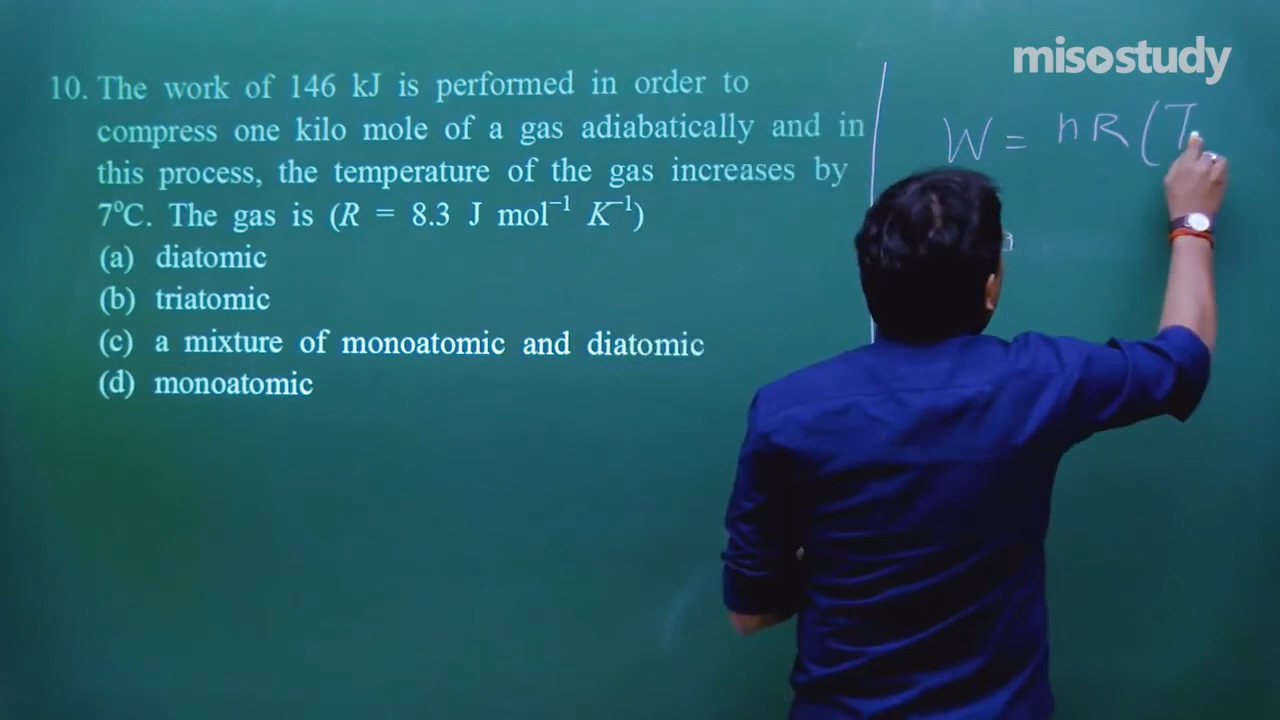 misostudy
10. The work of 146 kJ is performed in order to
compress one kilo mole of a gas adiabatically and in
this process, the temperature of the gas increases by
7⁰C. The gas is (R = 8.3 J mol⁻¹ K⁻¹)
(a) diatomic
(b) triatomic
(c) a mixture of monoatomic and diatomic
(d) monoatomic
W = nR(T